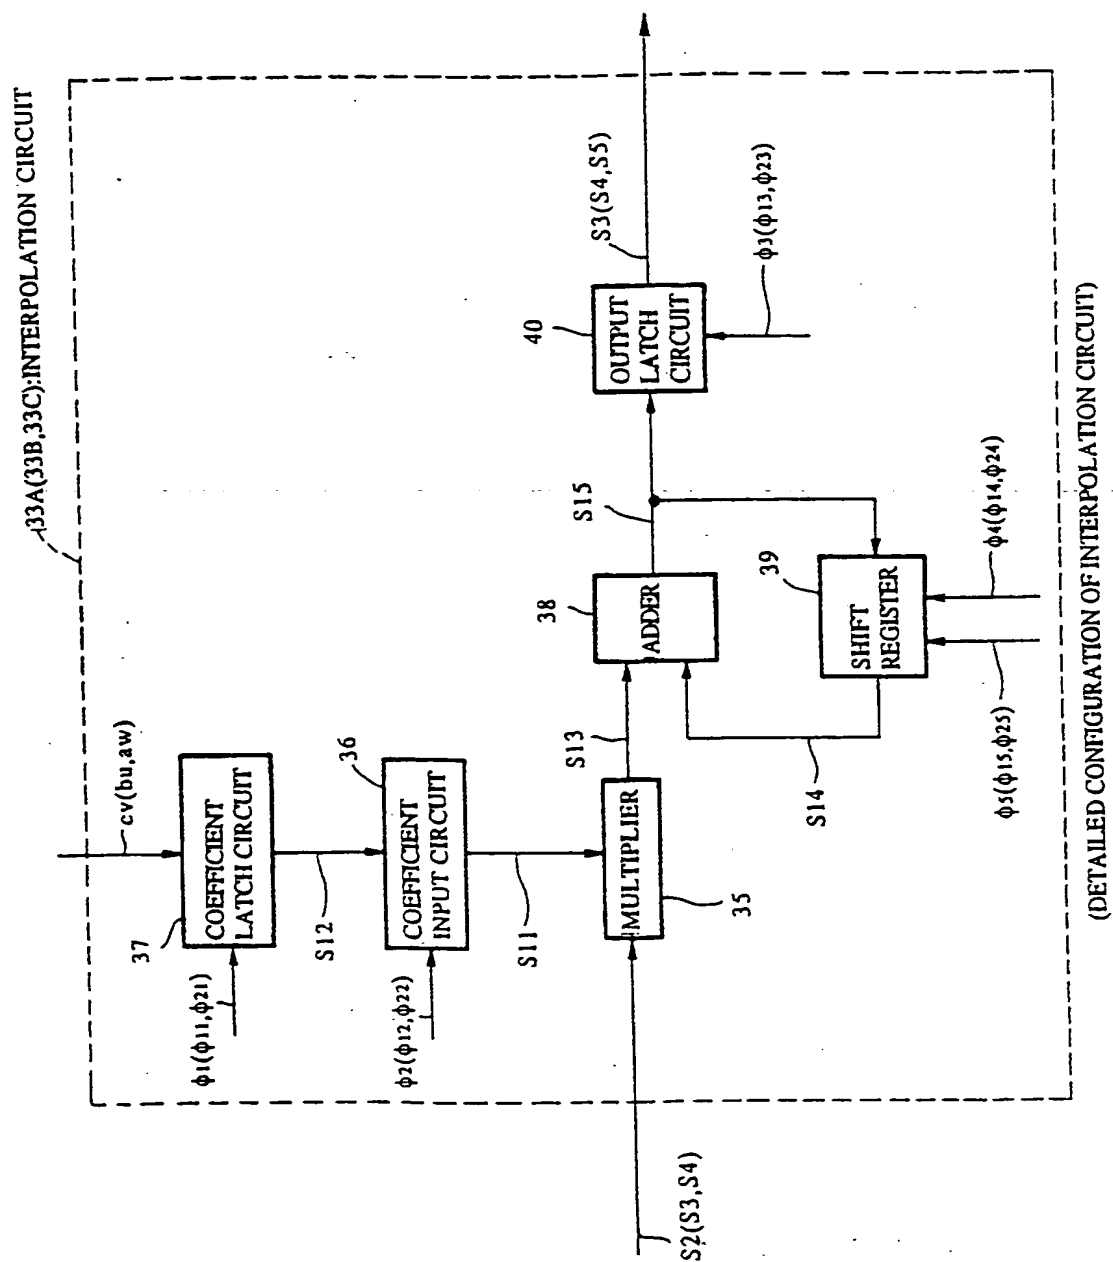 33A(33B,33C):INTERPOLATION CIRCUIT
cv(bu,aw)
37
COEFFICIENT
LATCH CIRCUIT
ϕ1(ϕ11,ϕ21)
S12
36
COEFFICIENT
INPUT CIRCUIT
ϕ2(ϕ12,ϕ22)
S11
S2(S3,S4)
MULTIPLIER
35
S13
38
ADDER
S14
S15
39
SHIFT
REGISTER
ϕ5(ϕ15,ϕ25)
ϕ4(ϕ14,ϕ24)
40
OUTPUT
LATCH
CIRCUIT
S3(S4,S5)
ϕ3(ϕ13,ϕ23)
(DETAILED CONFIGURATION OF INTERPOLATION CIRCUIT)